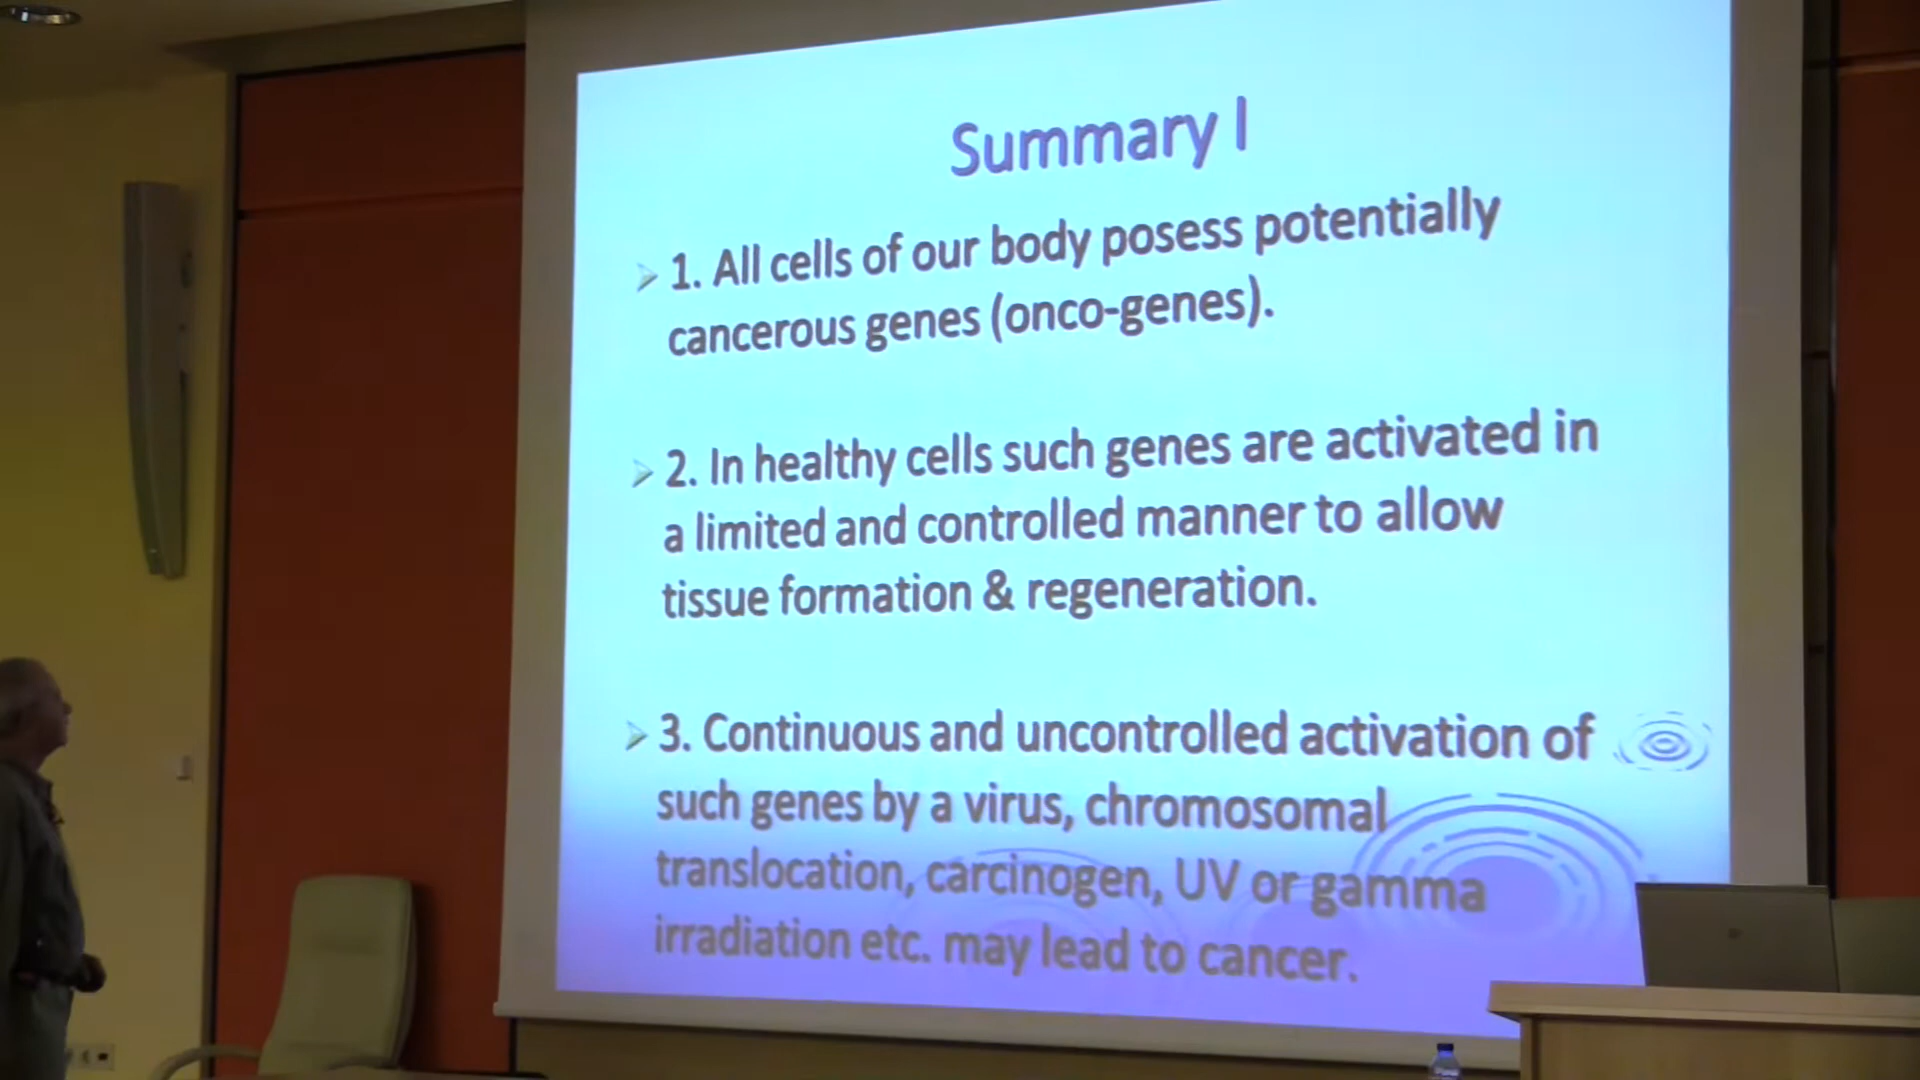 Summary I
1. All cells of our body posess potentially
cancerous genes (onco-genes).
2. In healthy cells such genes are activated in
a limited and controlled manner to allow
tissue formation & regeneration.
3. Continuous and uncontrolled activation of
such genes by a virus, chromosomal
translocation, carcinogen, UV or gamma
irradiation etc. may lead to cancer.